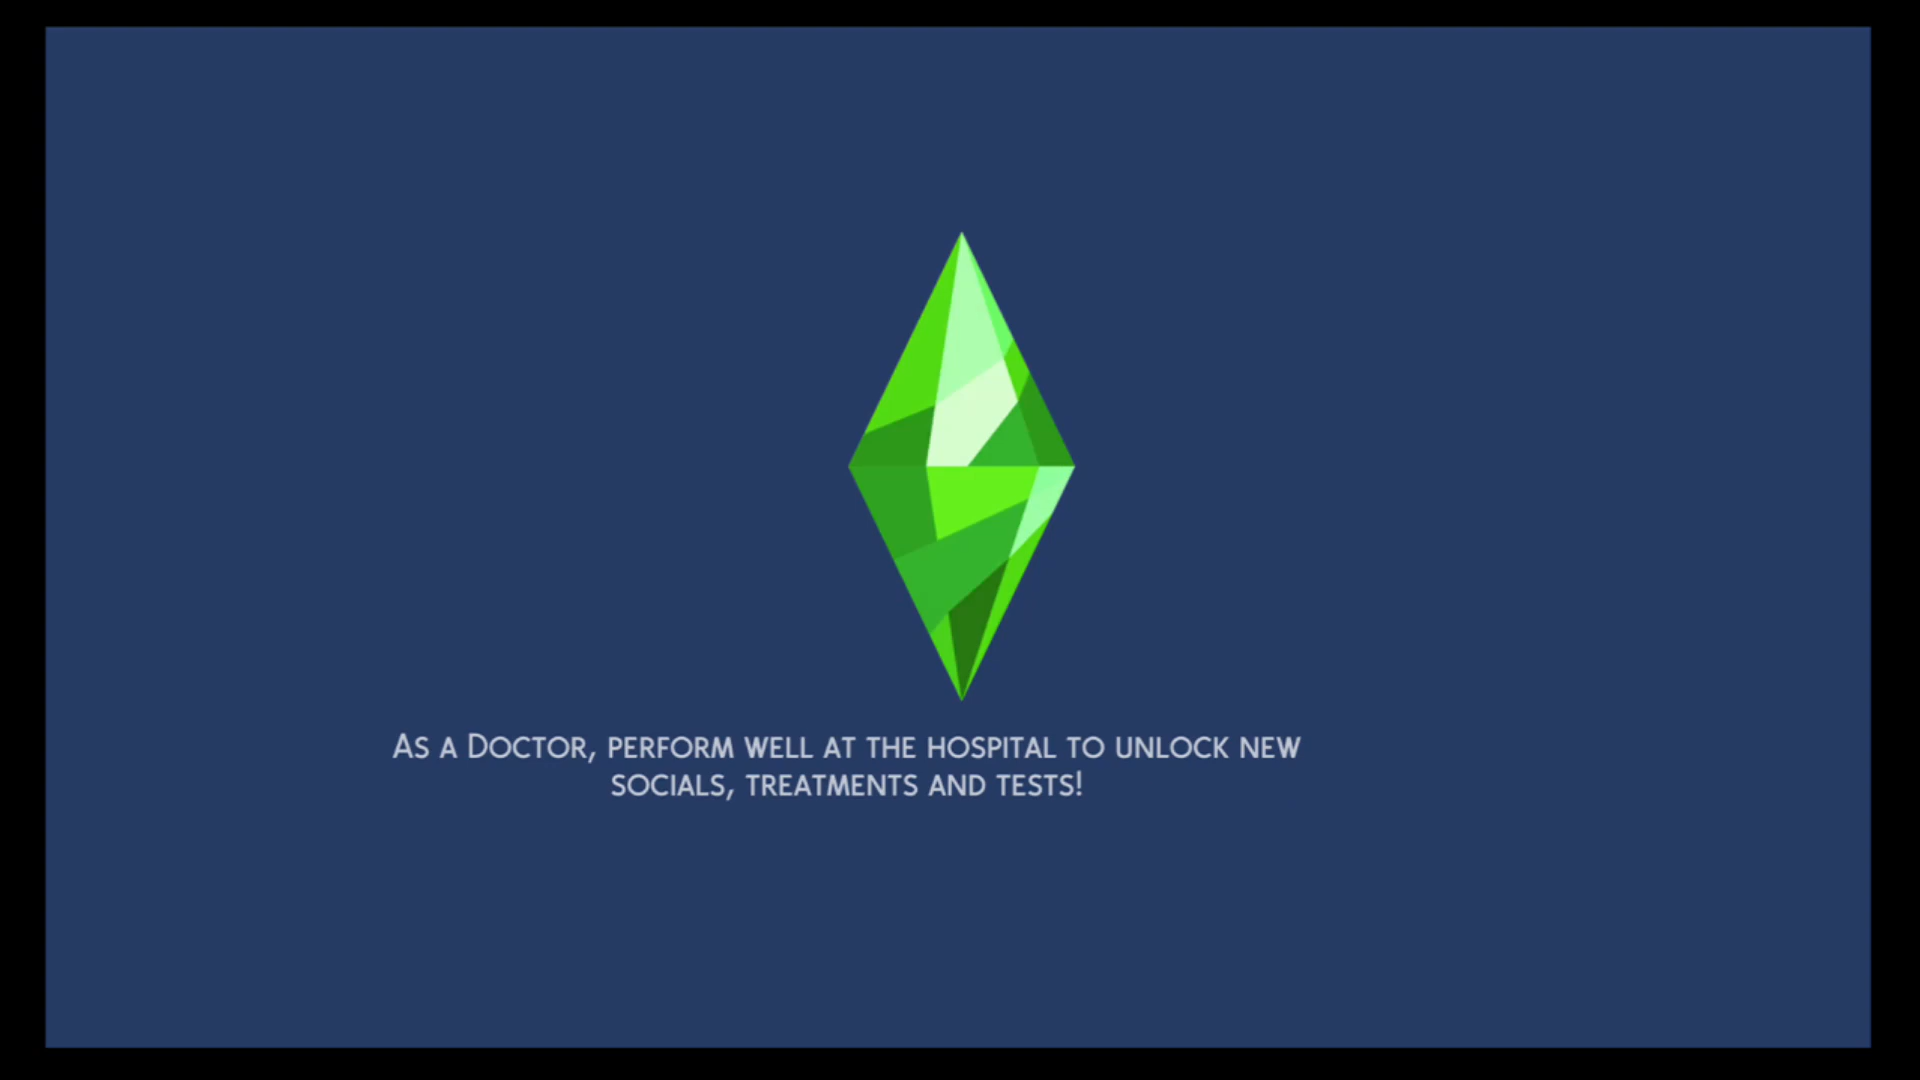 As a Doctor, perform well at the hospital to unlock new
socials, treatments and tests!